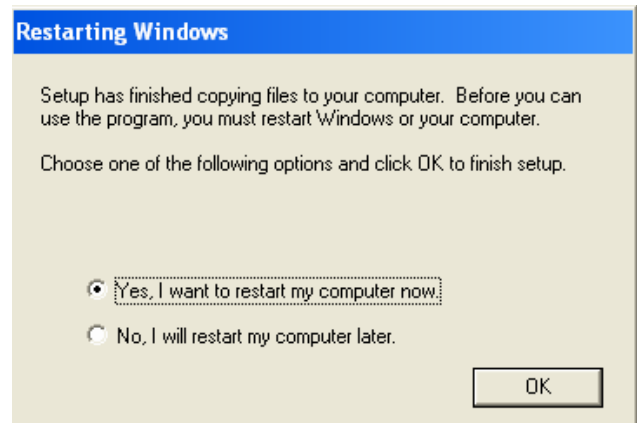 Restarting Windows
Setup has finished copying files to your computer.  Before you can
use the program, you must restart Windows or your computer.
Choose one of the following options and click OK to finish setup.
Yes, I want to restart my computer now.
No, I will restart my computer later.
OK